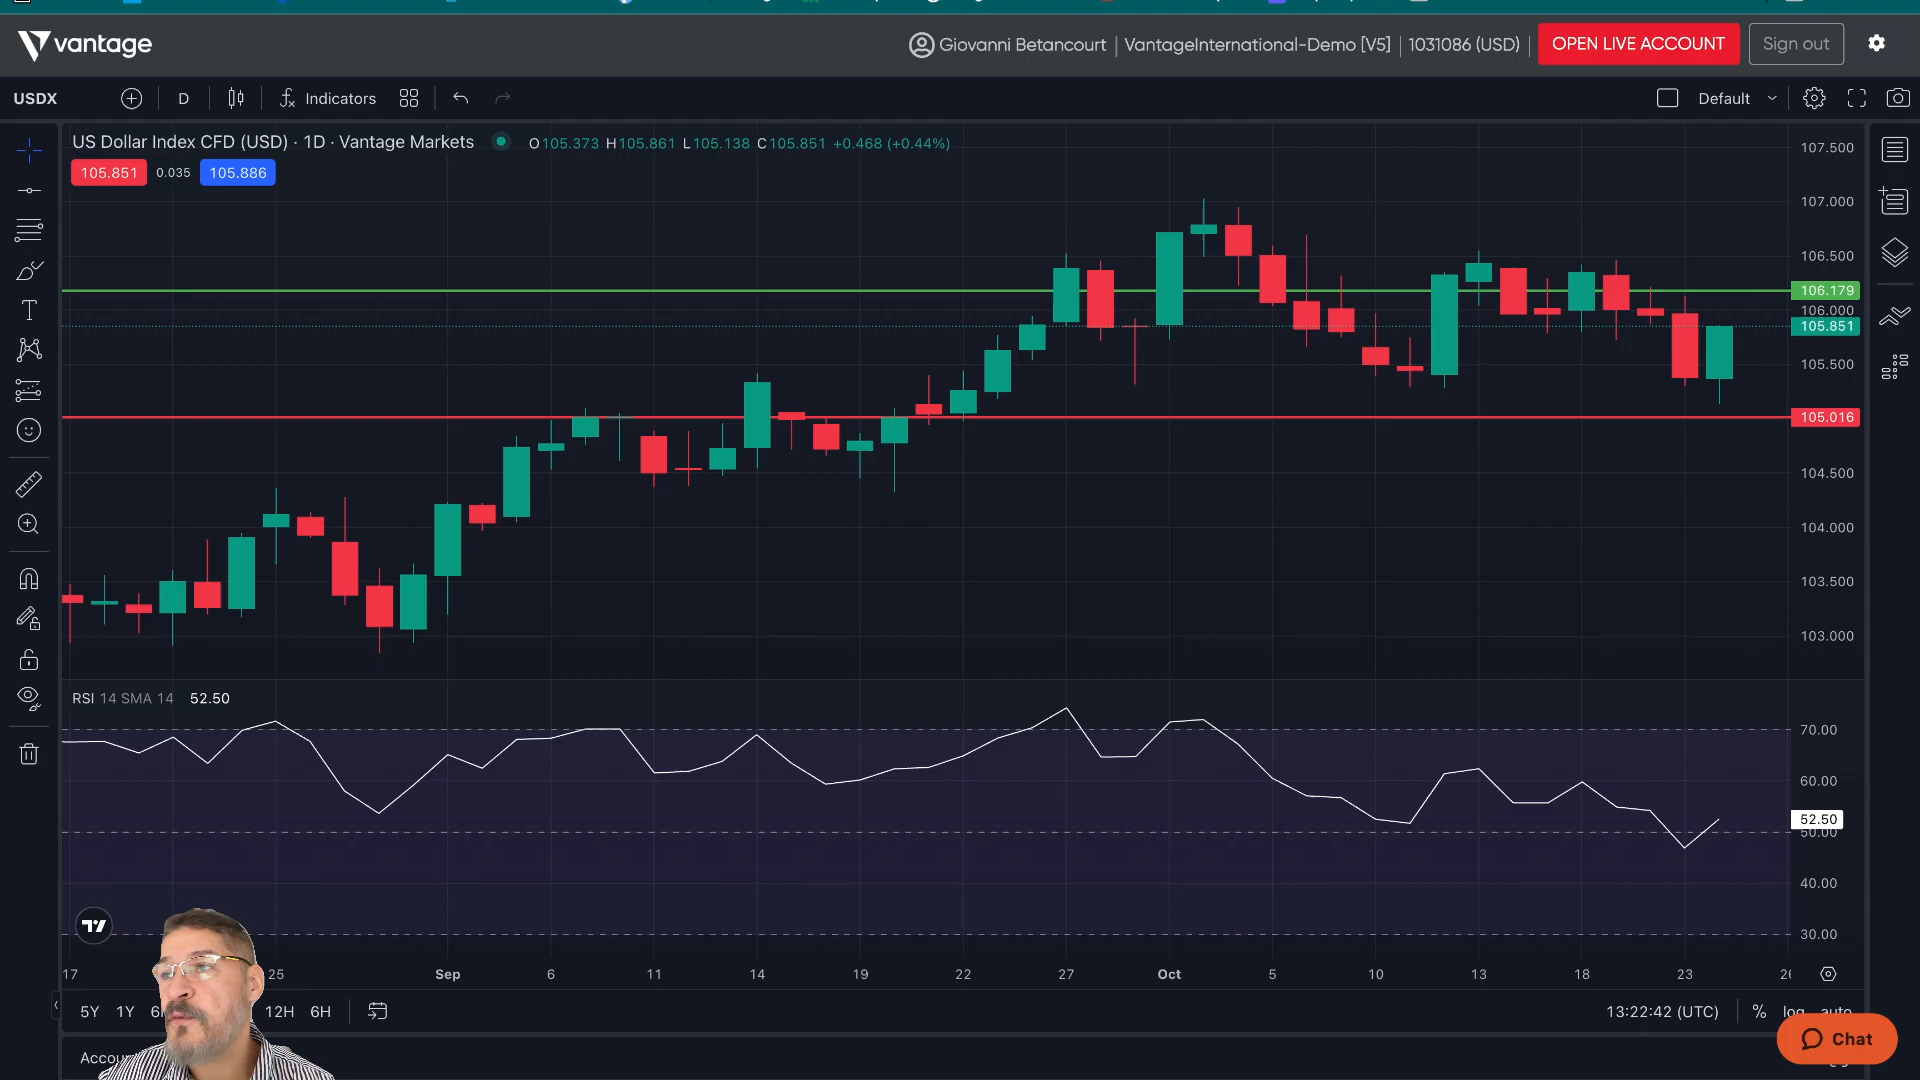 vantage
Giovanni Betancourt | VantageInternational-Demo [V5] | 1031086 (USD)
OPEN LIVE ACCOUNT
Sign out
USDX
D
Indicators
Default
US Dollar Index CFD (USD) · 1D · Vantage Markets
O105.373 H105.861 L105.138 C105.851 +0.468 (+0.44%)
105.851 0.035 105.886
107.500
107.000
106.500
106.179
106.000
105.851
105.500
105.016
104.500
104.000
103.500
103.000
RSI 14 SMA 14 52.50
70.00
60.00
52.50
50.00
40.00
30.00
17 25 Sep 6 11 14 19 22 27 Oct 5 10 13 18 23
5Y 1Y 12H 6H
13:22:42 (UTC) % log auto
Chat